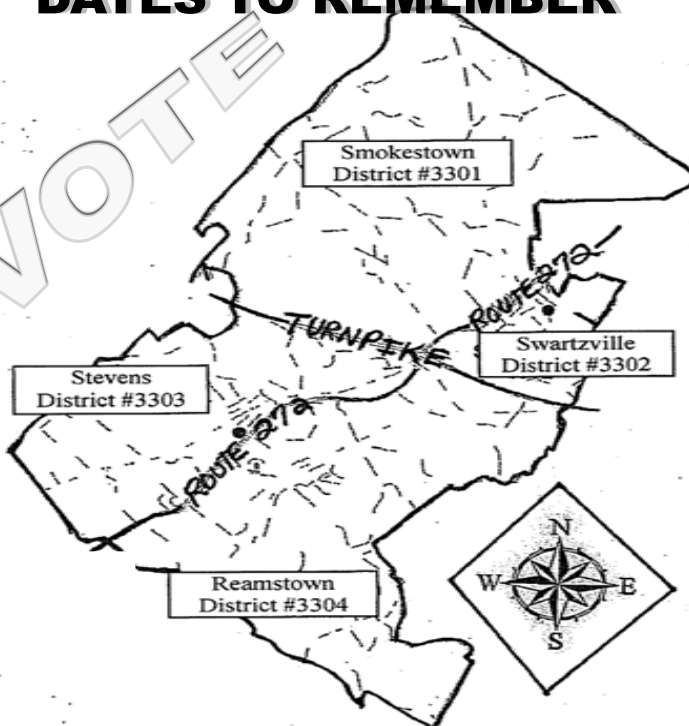 DATES TO REMEMBER
VOTE
Smokestown
District #3301
ROUTE 272
TURNPIKE
Swartzville
District #3302
Stevens
District #3303
ROUTE 272
N
W
E
S
Reamstown
District #3304